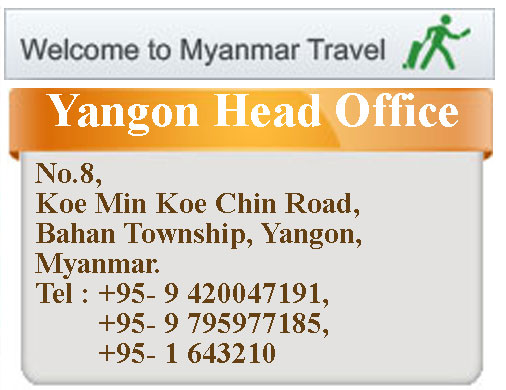 Welcome to Myanmar Travel
Yangon Head Office
No.8,
Koe Min Koe Chin Road,
Bahan Township, Yangon,
Myanmar.
Tel : +95- 9 420047191,
+95- 9 795977185,
+95- 1 643210